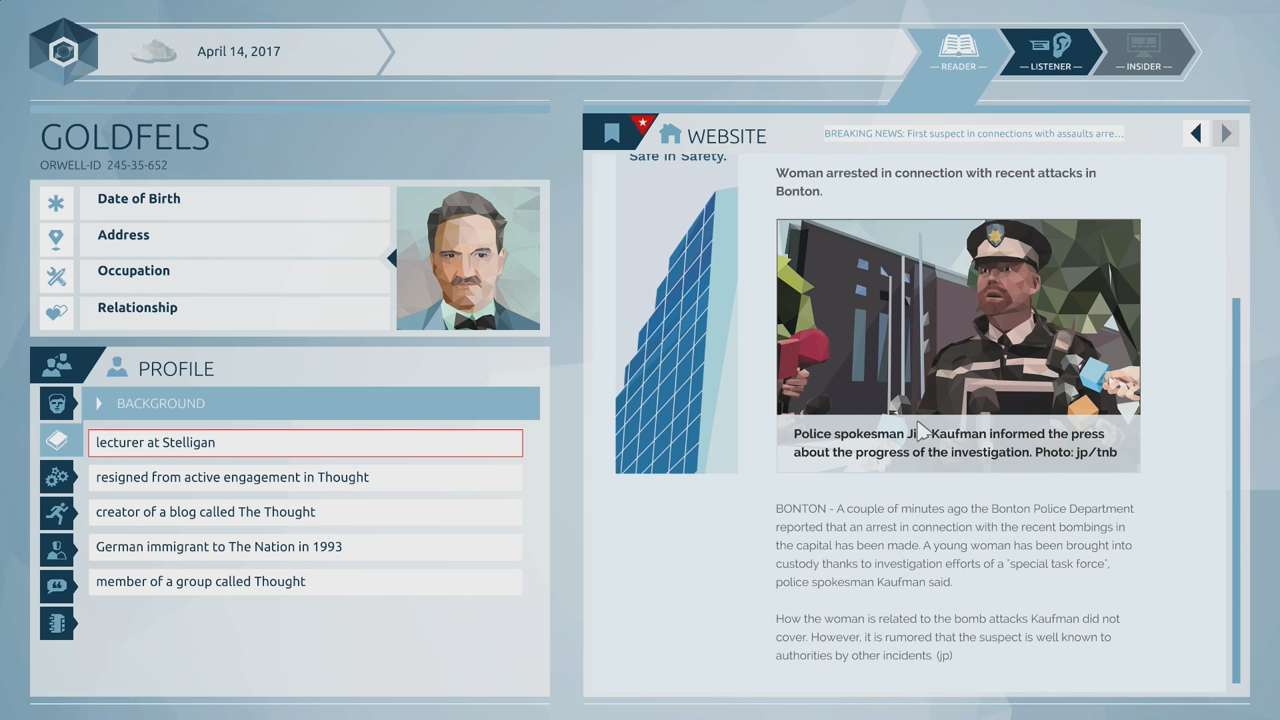 April 14, 2017
— READER —
— LISTENER —
— INSIDER —
GOLDFELS
ORWELL-ID 245-35-652
Date of Birth
Address
Occupation
Relationship
PROFILE
BACKGROUND
lecturer at Stelligan
resigned from active engagement in Thought
creator of a blog called The Thought
German immigrant to The Nation in 1993
member of a group called Thought
WEBSITE
BREAKING NEWS: First suspect in connections with assaults arre...
Safe in Safety.
Woman arrested in connection with recent attacks in
Bonton.
Police spokesman Kaufman informed the press
about the progress of the investigation. Photo: jp/tnb
BONTON - A couple of minutes ago the Bonton Police Department
reported that an arrest in connection with the recent bombings in
the capital has been made. A young woman has been brought into
custody thanks to investigation efforts of a "special task force",
police spokesman Kaufman said.
How the woman is related to the bomb attacks Kaufman did not
cover. However, it is rumored that the suspect is well known to
authorities by other incidents. (jp)